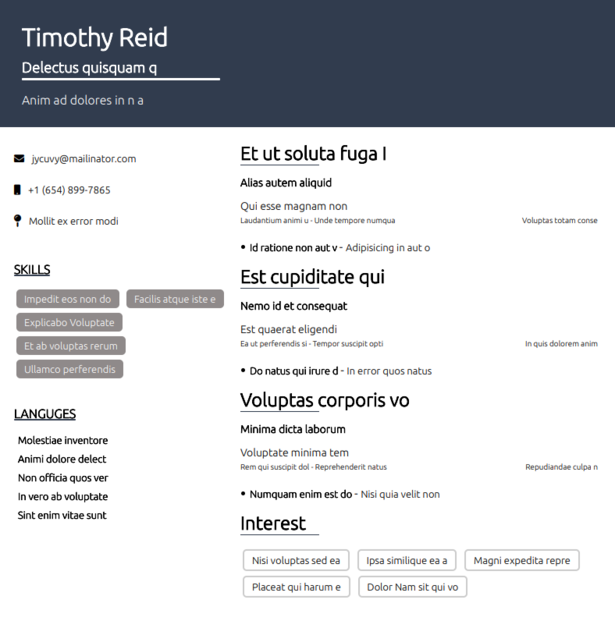 Timothy Reid
Delectus quisquam q
Anim ad dolores in n a
jycuvy@mailinator.com
+1 (654) 899-7865
Mollit ex error modi
SKILLS
Impedit eos non do
Facilis atque iste e
Explicabo Voluptate
Et ab voluptas rerum
Ullamco perferendis
LANGUGES
Molestiae inventore
Animi dolore delect
Non officia quos ver
In vero ab voluptate
Sint enim vitae sunt
Et ut soluta fuga I
Alias autem aliquid
Qui esse magnam non
Laudantium animi u - Unde tempore numqua
Voluptas totam conse
• Id ratione non aut v - Adipisicing in aut o
Est cupiditate qui
Nemo id et consequat
Est quaerat eligendi
Ea ut perferendis si - Tempor suscipit opti
In quis dolorem anim
• Do natus qui irure d - In error quos natus
Voluptas corporis vo
Minima dicta laborum
Voluptate minima tem
Rem qui suscipit dol - Reprehenderit natus
Repudiandae culpa n
• Numquam enim est do - Nisi quia velit non
Interest
Nisi voluptas sed ea
Ipsa similique ea a
Magni expedita repre
Placeat qui harum e
Dolor Nam sit qui vo